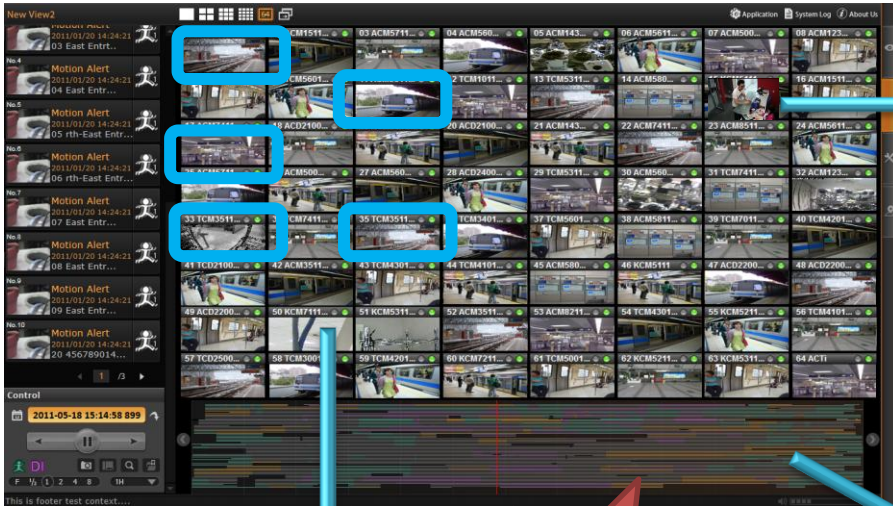 New View2
64
Application
System Log
About Us
Motion Alert
2011/01/20 14:24:21
03 East Entrt..
No.4
Motion Alert
2011/01/20 14:24:21
04 East Entr...
No.5
Motion Alert
2011/01/20 14:24:21
05 rth-East Entr...
No.6
Motion Alert
2011/01/20 14:24:21
06 rth-East Entr...
No.7
Motion Alert
2011/01/20 14:24:21
07 East Entr...
No.8
Motion Alert
2011/01/20 14:24:21
08 East Entr...
No.9
Motion Alert
2011/01/20 14:24:21
09 East Entr...
No.10
Motion Alert
2011/01/20 14:24:21
20 456789014...
1 /3
Control
2011-05-18 15:14:58 899
DI
F ½ 1 2 4 8 1H
This is footer test context....
03 ACM5711...
04 ACM560...
05 ACM143...
06 ACM5611...
07 ACM500...
08 ACM123...
12 TCM1011...
13 TCM5311...
14 ACM580...
16 ACM1511...
18 ACD2100...
20 ACD2100...
21 ACM143...
22 ACM7411...
23 ACM8511...
24 ACM5611...
27 ACM560...
28 ACD2400...
29 ACM5311...
30 ACM560...
31 TCM7411...
32 ACM123...
33 TCM3511...
35 TCM3511...
37 TCM5601...
38 ACM5811...
39 TCM7011...
40 TCM4201...
41 TCD2100...
42 ACM3511...
43 TCM4301...
44 TCM4101...
45 ACM580...
46 KCM5111
47 ACD2200...
48 ACD2200...
49 ACD2200...
50 KCM7111...
51 KCM5311...
52 ACM3511...
53 ACM8211...
54 TCM4301...
55 KCM5211...
56 TCM4101...
57 TCD2500...
58 TCM3001
59 TCM4201...
60 KCM7211...
61 TCM5001...
62 KCM5211...
63 KCM5311...
64 ACTi